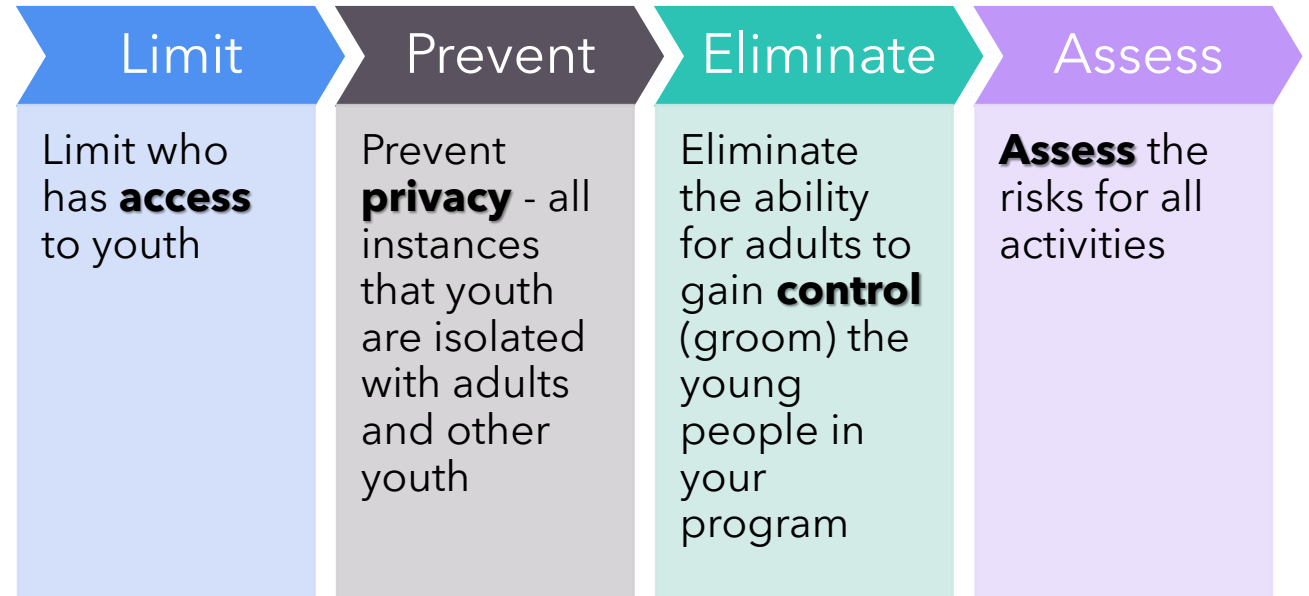 Limit
Limit who
has access
to youth
Prevent
Prevent
privacy - all
instances
that youth
are isolated
with adults
and other
youth
Eliminate
Eliminate
the ability
for adults to
gain control
(groom) the
young
people in
your
program
Assess
Assess the
risks for all
activities